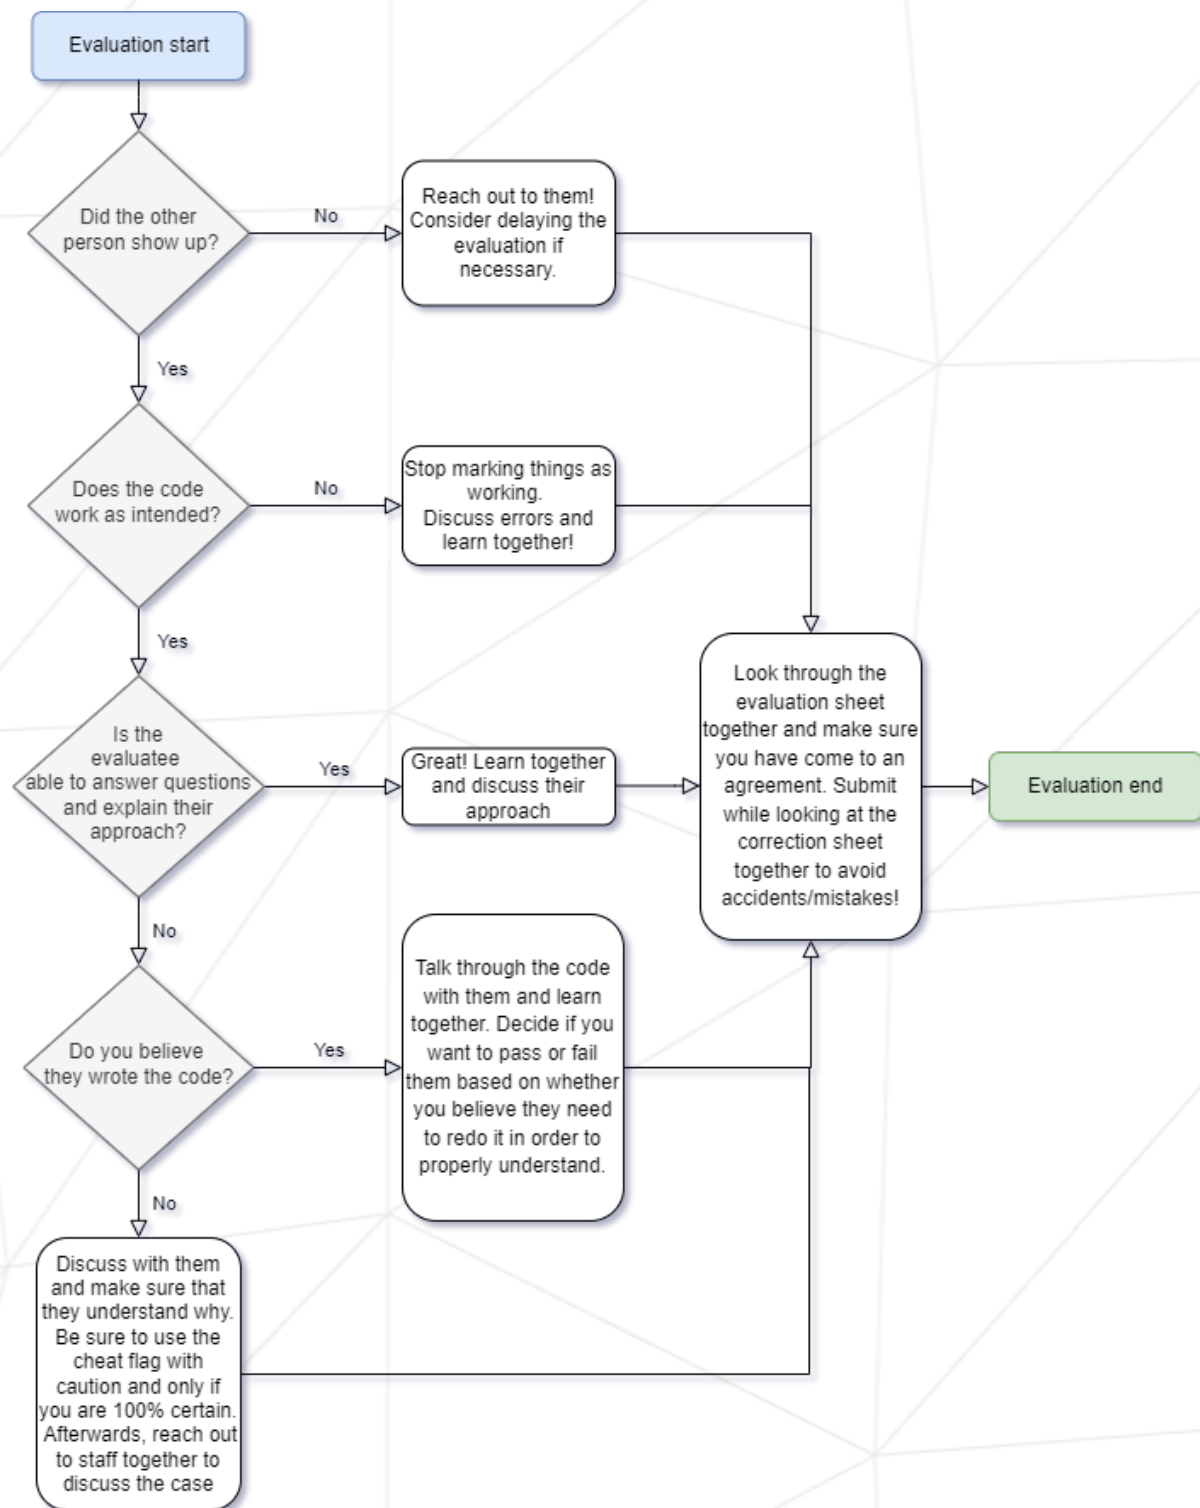 Evaluation start
Did the other
person show up?
No
Reach out to them!
Consider delaying the
evaluation if
necessary.
Yes
Does the code
work as intended?
No
Stop marking things as
working.
Discuss errors and
learn together!
Yes
Is the
evaluatee
able to answer questions
and explain their
approach?
Yes
Great! Learn together
and discuss their
approach
Look through the
evaluation sheet
together and make sure
you have come to an
agreement. Submit
while looking at the
correction sheet
together to avoid
accidents/mistakes!
Evaluation end
No
Do you believe
they wrote the code?
Yes
Talk through the code
with them and learn
together. Decide if you
want to pass or fail
them based on whether
you believe they need
to redo it in order to
properly understand.
No
Discuss with them
and make sure that
they understand why.
Be sure to use the
cheat flag with
caution and only if
you are 100% certain.
Afterwards, reach out
to staff together to
discuss the case